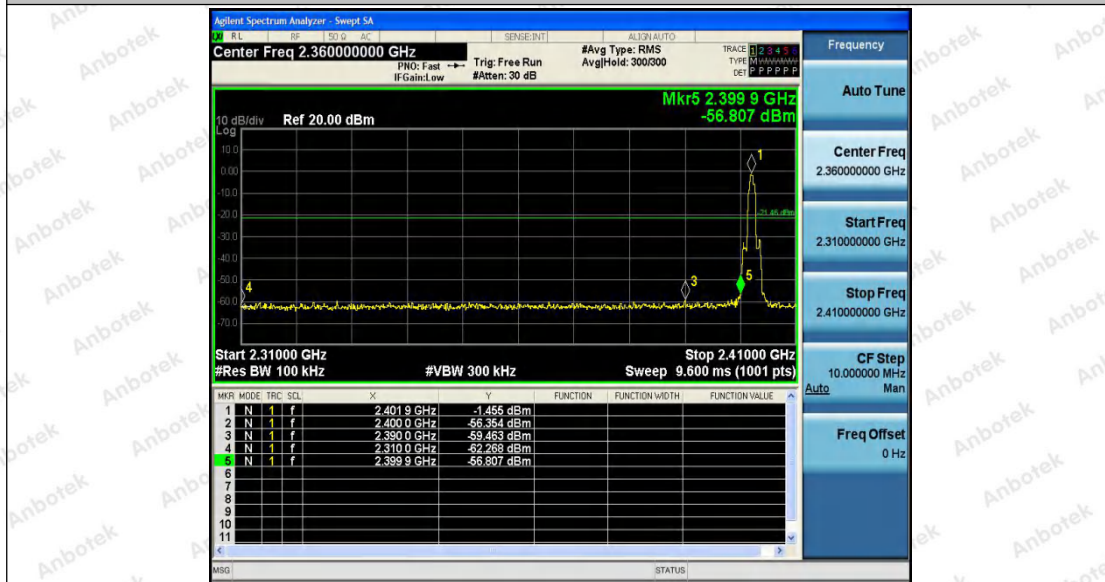 Agilent Spectrum Analyzer - Swept SA
RL RF 50 Ω AC SENSE:INT ALIGN AUTO
Center Freq 2.360000000 GHz
PNO: Fast
IFGain:Low
Trig: Free Run
#Atten: 30 dB
#Avg Type: RMS
Avg|Hold: 300/300
TRACE 1 2 3 4 5 6
TYPE M
DET P P P P P P
Mkr5 2.399 9 GHz
-56.807 dBm
10 dB/div Ref 20.00 dBm
Log
10.0
0.00
-10.0
-20.0
-30.0
-40.0
-50.0
-60.0
-70.0
1
-21.46 dBm
3
4
5
Start 2.31000 GHz Stop 2.41000 GHz
#Res BW 100 kHz #VBW 300 kHz Sweep 9.600 ms (1001 pts)
MKR MODE TRC SCL X Y FUNCTION FUNCTION WIDTH FUNCTION VALUE
1 N 1 f 2.401 9 GHz -1.455 dBm
2 N 1 f 2.400 0 GHz -56.354 dBm
3 N 1 f 2.390 0 GHz -59.463 dBm
4 N 1 f 2.310 0 GHz -62.268 dBm
5 N 1 f 2.399 9 GHz -56.807 dBm
6
7
8
9
10
11
MSG STATUS
Frequency
Auto Tune
Center Freq
2.360000000 GHz
Start Freq
2.310000000 GHz
Stop Freq
2.410000000 GHz
CF Step
10.000000 MHz
Auto Man
Freq Offset
0 Hz
Anbotek